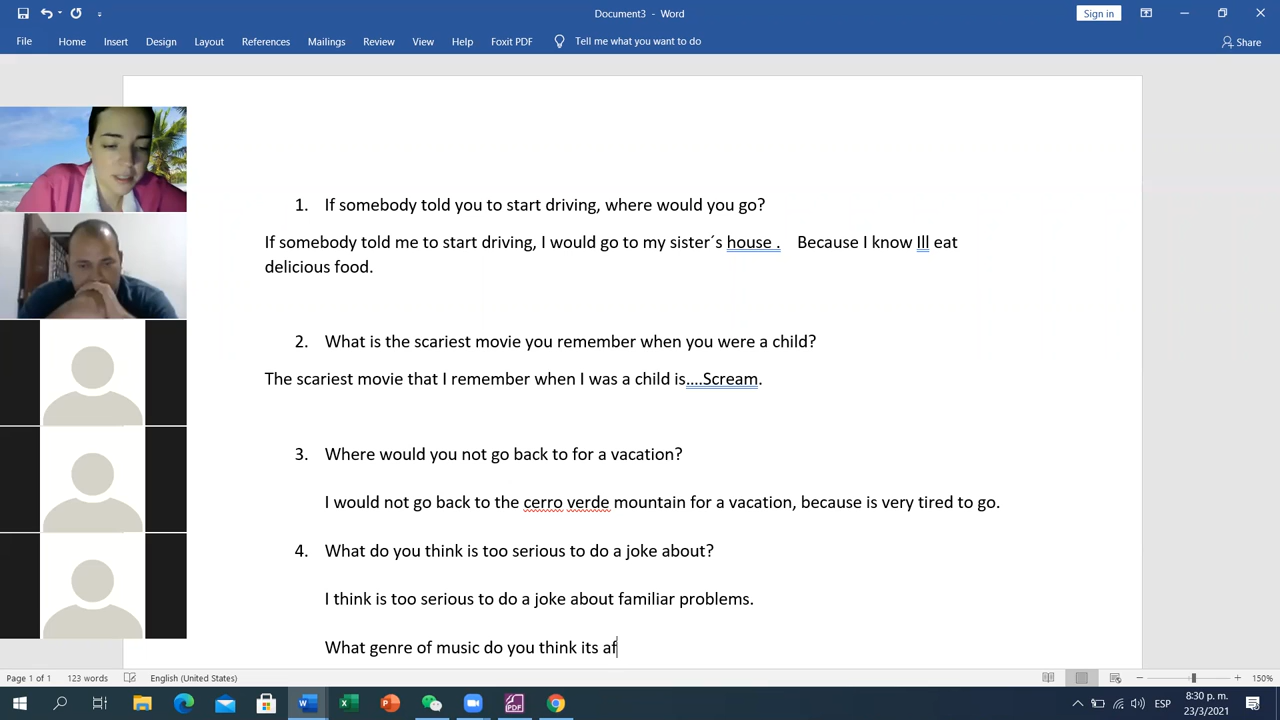 Document3 - Word
Sign in
File Home Insert Design Layout References Mailings Review View Help Foxit PDF Tell me what you want to do Share
1. If somebody told you to start driving, where would you go?
If somebody told me to start driving, I would go to my sister´s house . Because I know Ill eat
delicious food.
2. What is the scariest movie you remember when you were a child?
The scariest movie that I remember when I was a child is....Scream.
3. Where would you not go back to for a vacation?
I would not go back to the cerro verde mountain for a vacation, because is very tired to go.
4. What do you think is too serious to do a joke about?
I think is too serious to do a joke about familiar problems.
What genre of music do you think its af
Page 1 of 1 123 words English (United States) 150%
ESP 8:30 p. m.
23/3/2021